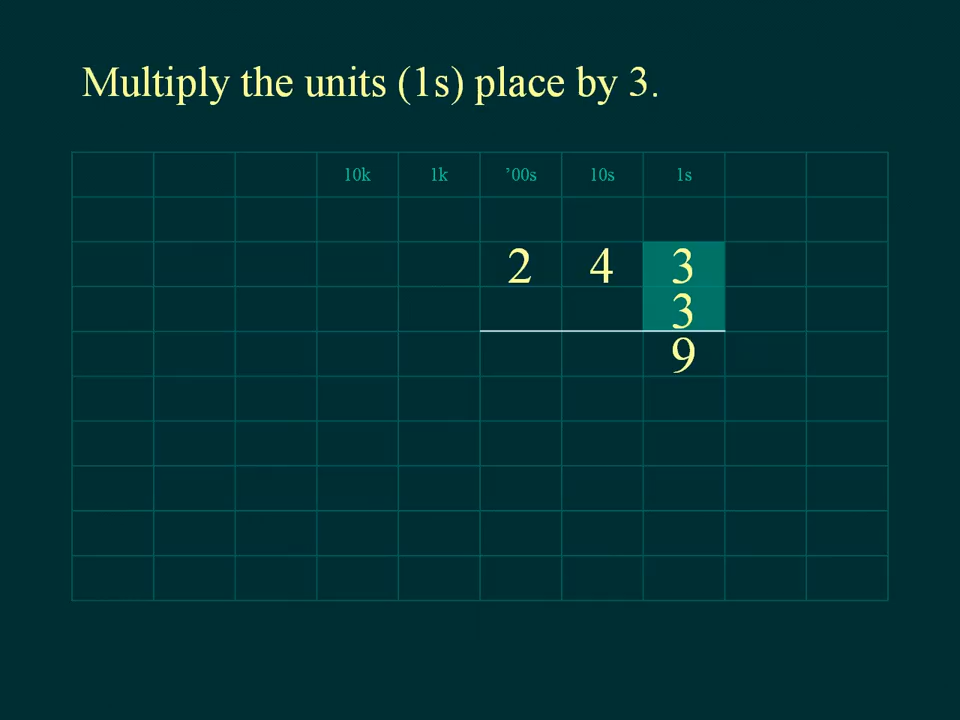 Multiply the units (1s) place by 3.
10k 1k ’00s 10s 1s
2 4 3
3
9